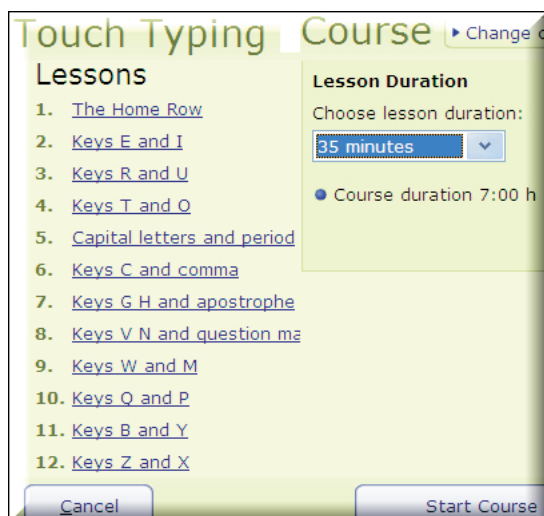 Touch Typing Course
Change
Lessons
1. The Home Row
2. Keys E and I
3. Keys R and U
4. Keys T and O
5. Capital letters and period
6. Keys C and comma
7. Keys G H and apostrophe
8. Keys V N and question ma
9. Keys W and M
10. Keys Q and P
11. Keys B and Y
12. Keys Z and X
Lesson Duration
Choose lesson duration:
35 minutes
Course duration 7:00 h
Cancel
Start Course